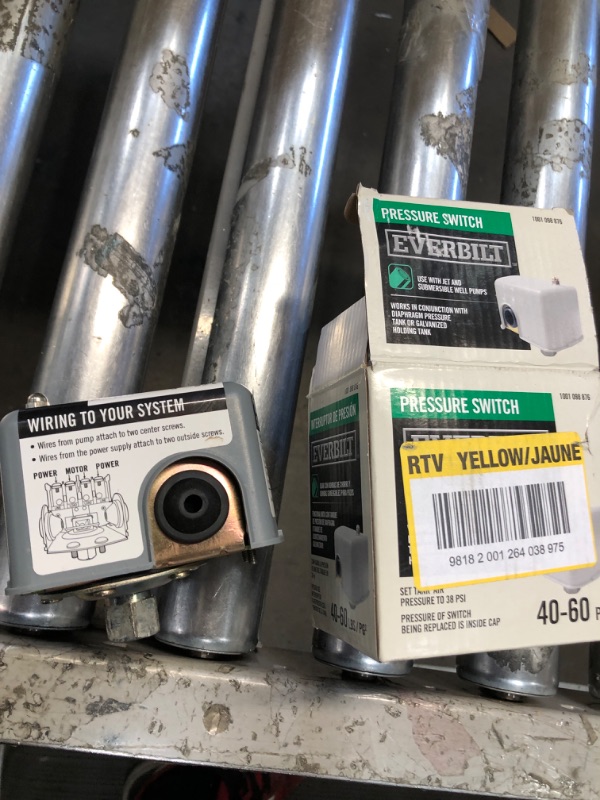 WIRING TO YOUR SYSTEM
• Wires from pump attach to two center screws.
• Wires from the power supply attach to two outside screws.
POWER MOTOR POWER
PRESSURE SWITCH
1001 098 876
EVERBILT
USE WITH JET AND
SUBMERSIBLE WELL PUMPS
WORKS IN CONJUNCTION WITH
DIAPHRAGM PRESSURE
TANK OR GALVANIZED
HOLDING TANK
INTERRUPTOR DE PRESIÓN
EVERBILT
40-60
PRESSURE SWITCH
1001 098 876
RTV YELLOW/JAUNE
9818 2 001 264 038 975
SET TANK AIR
PRESSURE TO 38 PSI
PRESSURE OF SWITCH
BEING REPLACED IS INSIDE CAP
40-60